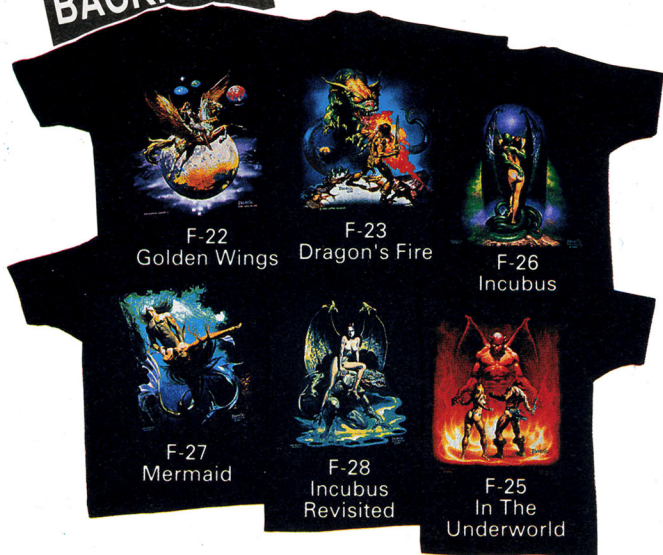 F-22
Golden Wings
F-23
Dragon's Fire
F-26
Incubus
F-27
Mermaid
F-28
Incubus
Revisited
F-25
In The
Underworld